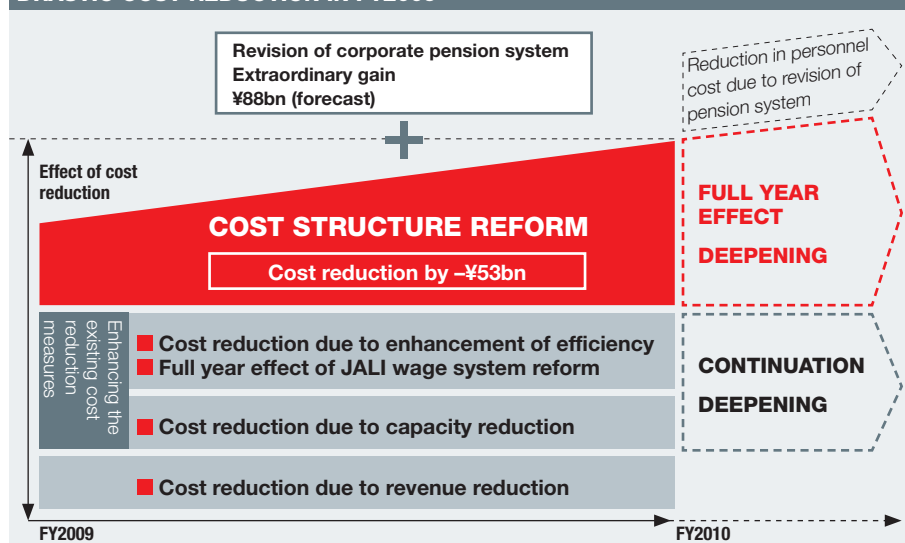 Revision of corporate pension system
Extraordinary gain
¥88bn (forecast)
Reduction in personnel
cost due to revision of
pension system
Effect of cost
reduction
COST STRUCTURE REFORM
Cost reduction by –¥53bn
FULL YEAR
EFFECT
DEEPENING
Enhancing the
existing cost
reduction
measures
Cost reduction due to enhancement of efficiency
Full year effect of JALI wage system reform
Cost reduction due to capacity reduction
Cost reduction due to revenue reduction
CONTINUATION
DEEPENING
FY2009
FY2010